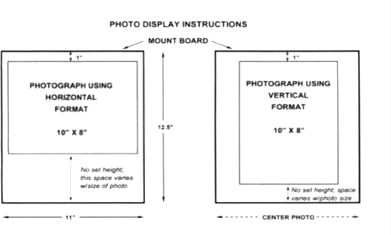 PHOTO DISPLAY INSTRUCTIONS
MOUNT BOARD
1"
PHOTOGRAPH USING
HORIZONTAL
FORMAT
10" X 8"
No set height;
this space varies
w/size of photo
11"
12.5"
1"
PHOTOGRAPH USING
VERTICAL
FORMAT
10" X 8"
No set height, space
varies w/photo size
CENTER PHOTO